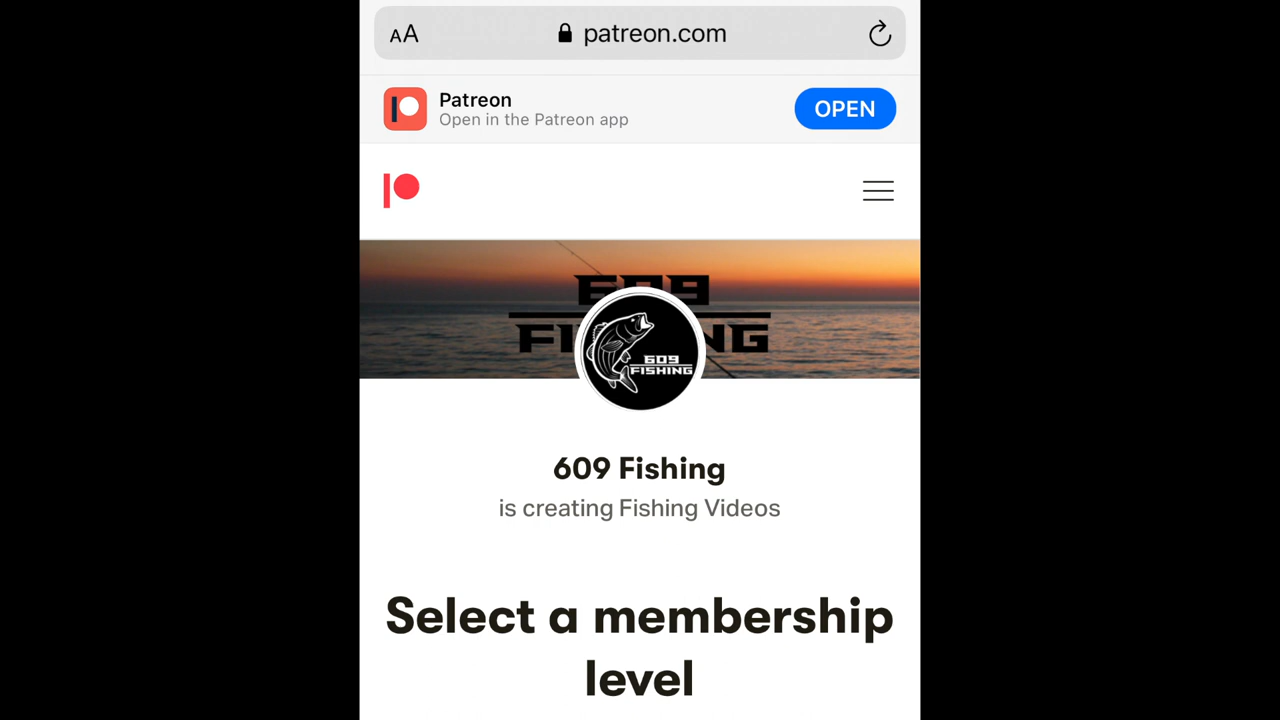 AA patreon.com
Patreon
Open in the Patreon app
OPEN
609
FISHING
609
FISHING
609 Fishing
is creating Fishing Videos
Select a membership
level